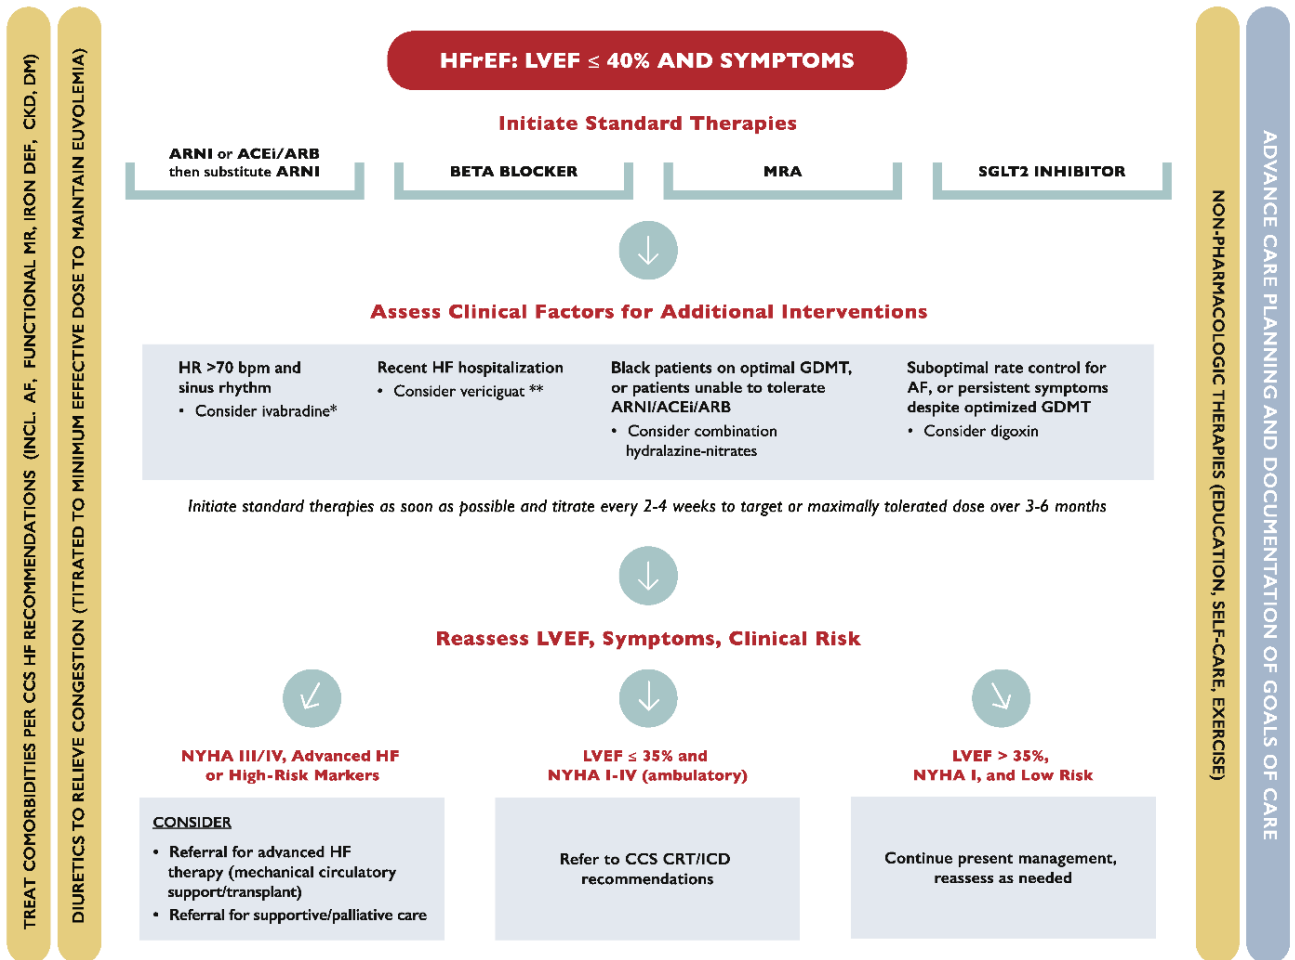 TREAT COMORBIDITIES PER CCS HF RECOMMENDATIONS (INCL. AF, FUNCTIONAL MR, IRON DEF, CKD, DM)
DIURETICS TO RELIEVE CONGESTION (TITRATED TO MINIMUM EFFECTIVE DOSE TO MAINTAIN EUVOLEMIA)
HFrEF: LVEF ≤ 40% AND SYMPTOMS
Initiate Standard Therapies
ARNI or ACEi/ARB
then substitute ARNI
BETA BLOCKER
MRA
SGLT2 INHIBITOR
Assess Clinical Factors for Additional Interventions
HR >70 bpm and
sinus rhythm
• Consider ivabradine*
Recent HF hospitalization
• Consider vericiguat **
Black patients on optimal GDMT,
or patients unable to tolerate
ARNI/ACEi/ARB
• Consider combination
hydralazine-nitrates
Suboptimal rate control for
AF, or persistent symptoms
despite optimized GDMT
• Consider digoxin
Initiate standard therapies as soon as possible and titrate every 2-4 weeks to target or maximally tolerated dose over 3-6 months
Reassess LVEF, Symptoms, Clinical Risk
NYHA III/IV, Advanced HF
or High-Risk Markers
CONSIDER
• Referral for advanced HF
therapy (mechanical circulatory
support/transplant)
• Referral for supportive/palliative care
LVEF ≤ 35% and
NYHA I-IV (ambulatory)
Refer to CCS CRT/ICD
recommendations
LVEF > 35%,
NYHA I, and Low Risk
Continue present management,
reassess as needed
NON-PHARMACOLOGIC THERAPIES (EDUCATION, SELF-CARE, EXERCISE)
ADVANCE CARE PLANNING AND DOCUMENTATION OF GOALS OF CARE